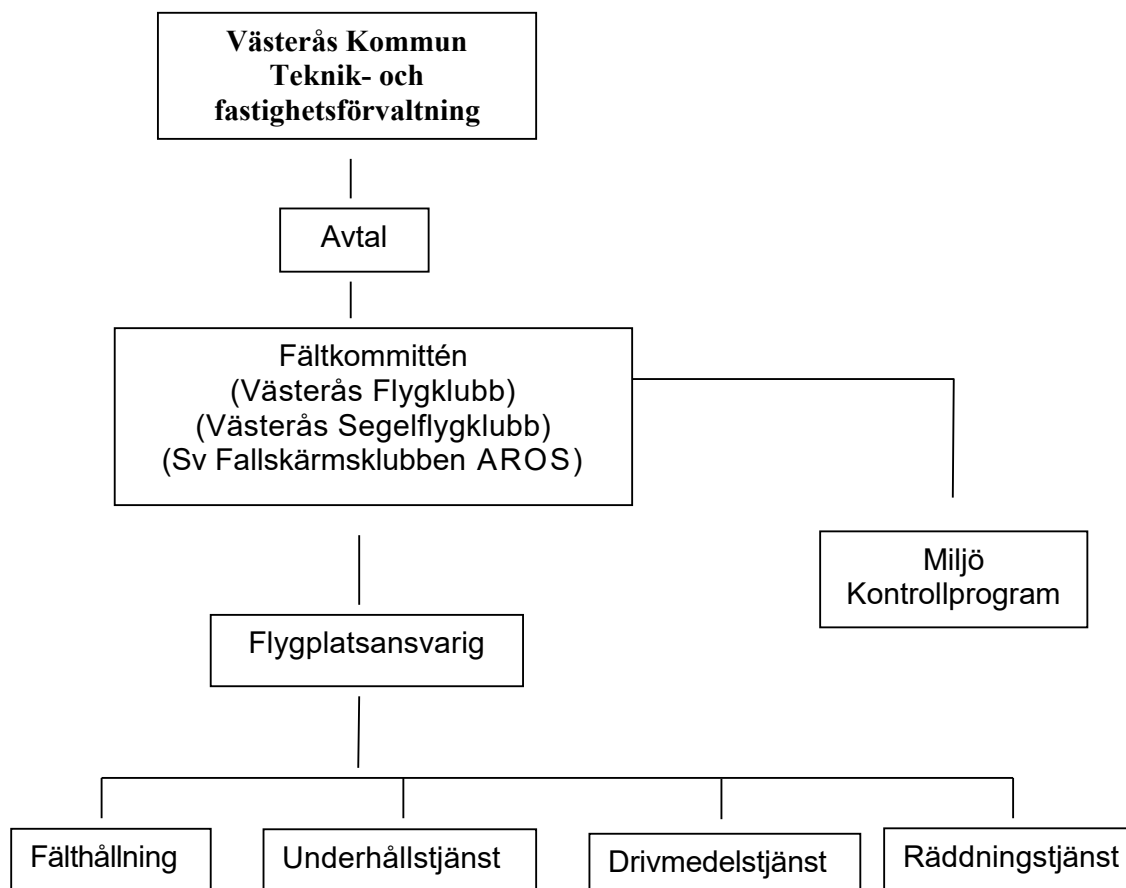 Västerås Kommun
Teknik- och
fastighetsförvaltning
Avtal
Fältkommittén
(Västerås Flygklubb)
(Västerås Segelflygklubb)
(Sv Fallskärmsklubben AROS)
Miljö
Kontrollprogram
Flygplatsansvarig
Fälthållning
Underhållstjänst
Drivmedelstjänst
Räddningstjänst